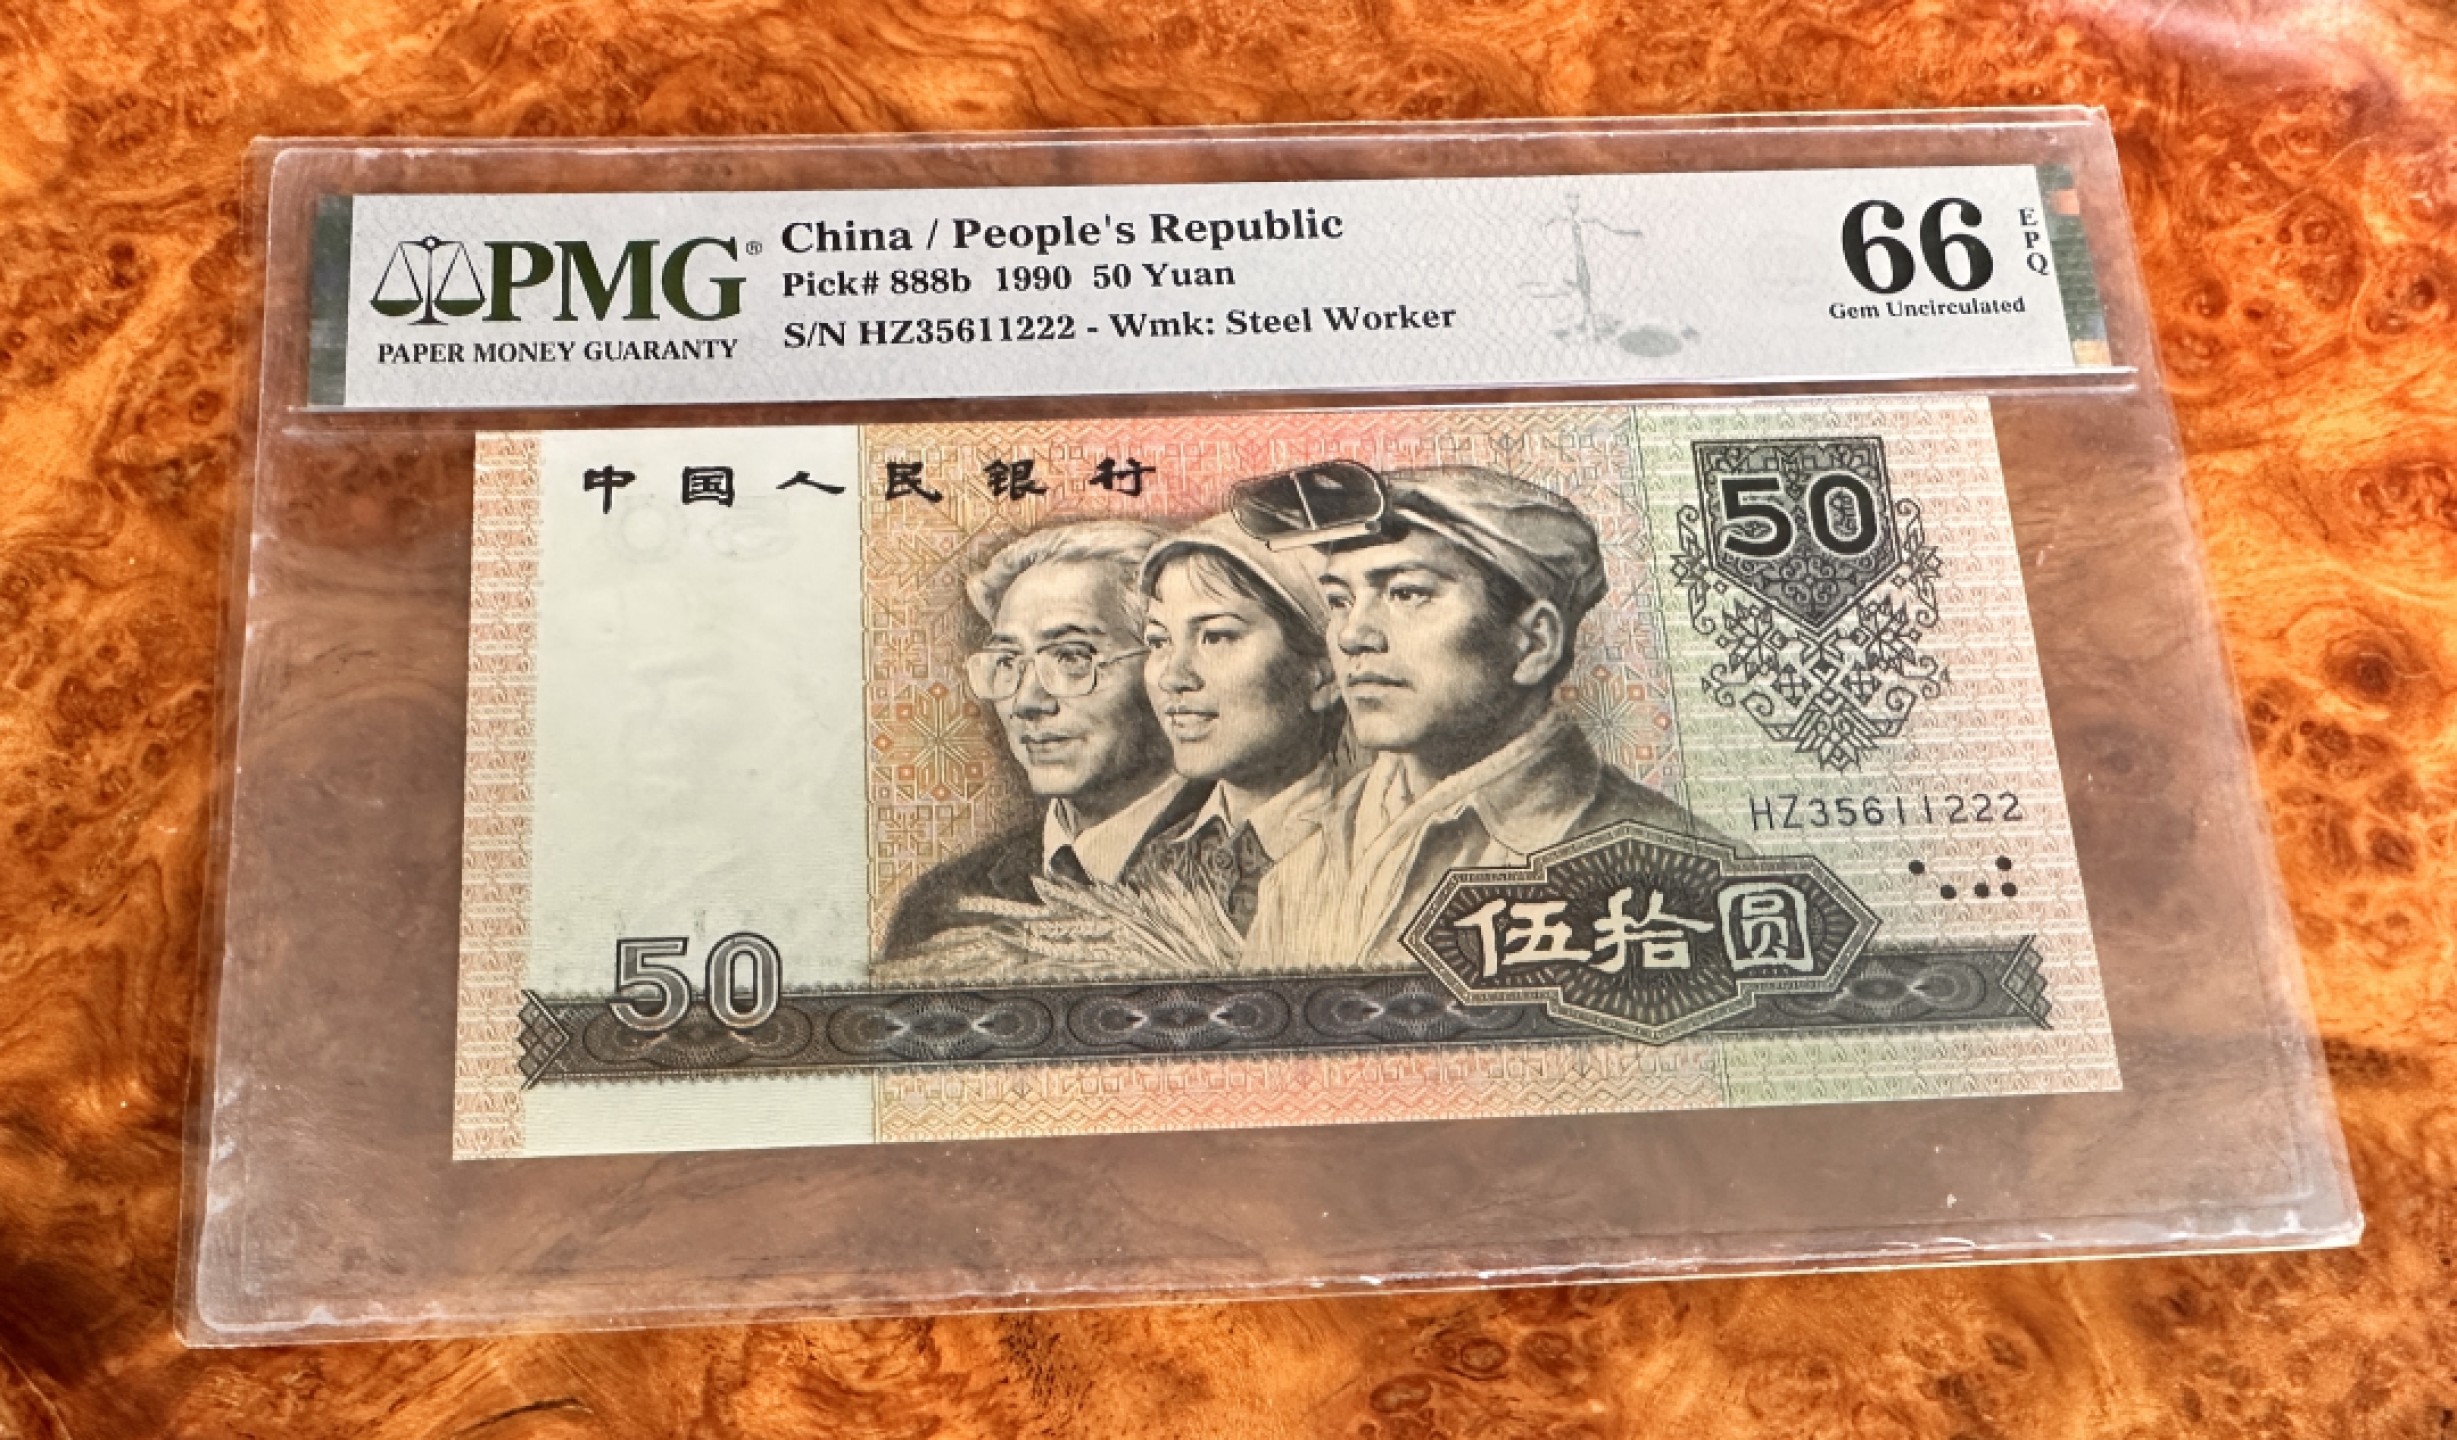 PMG®
PAPER MONEY GUARANTY
China / People's Republic
Pick# 888b 1990 50 Yuan
S/N HZ35611222 - Wmk: Steel Worker
66
EPQ
Gem Uncirculated
中国人民银行
50
HZ35611222
伍拾圆
50